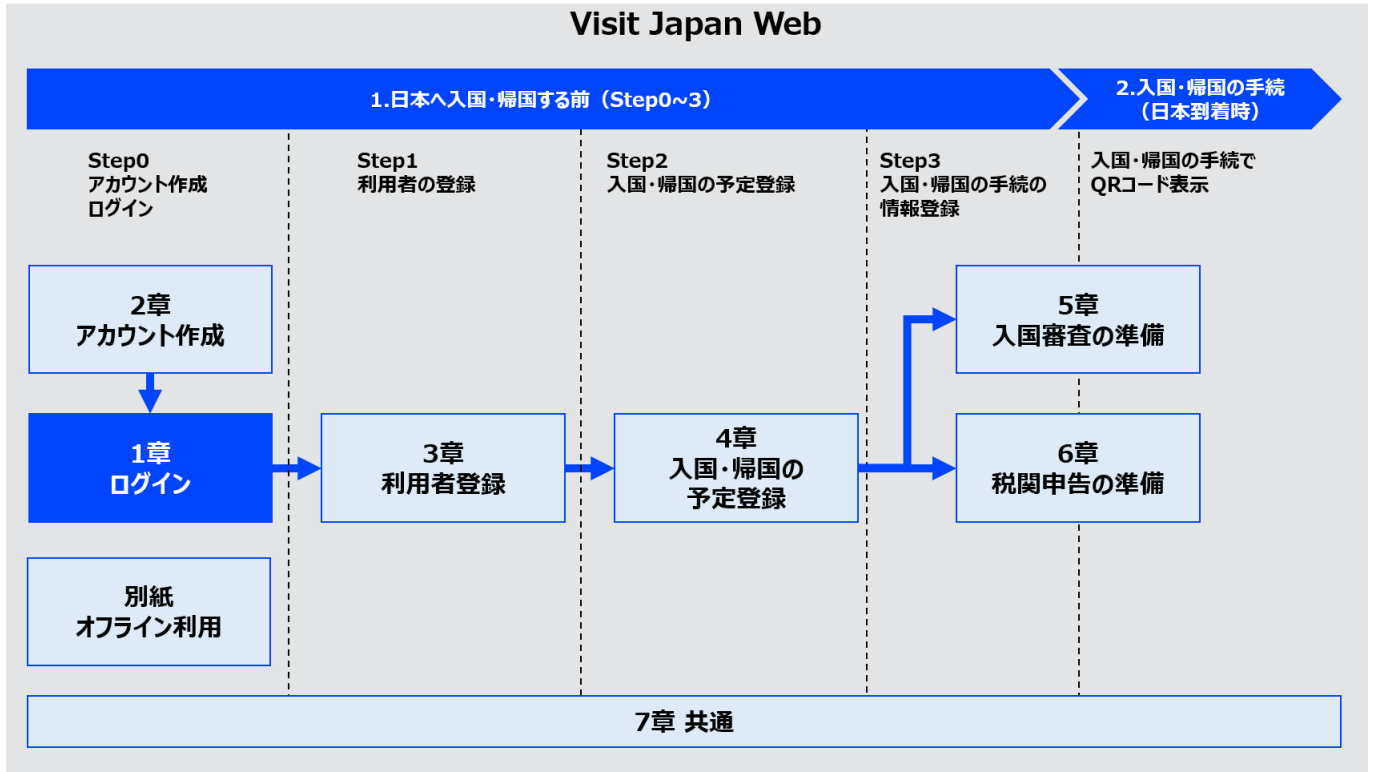 Visit Japan Web
1.日本へ入国・帰国する前（Step0~3）
2.入国・帰国の手続
（日本到着時）
Step0
アカウント作成
ログイン
Step1
利用者の登録
Step2
入国・帰国の予定登録
Step3
入国・帰国の手続の
情報登録
入国・帰国の手続で
QRコード表示
2章
アカウント作成
5章
入国審査の準備
1章
ログイン
3章
利用者登録
4章
入国・帰国の
予定登録
6章
税関申告の準備
別紙
オフライン利用
7章 共通